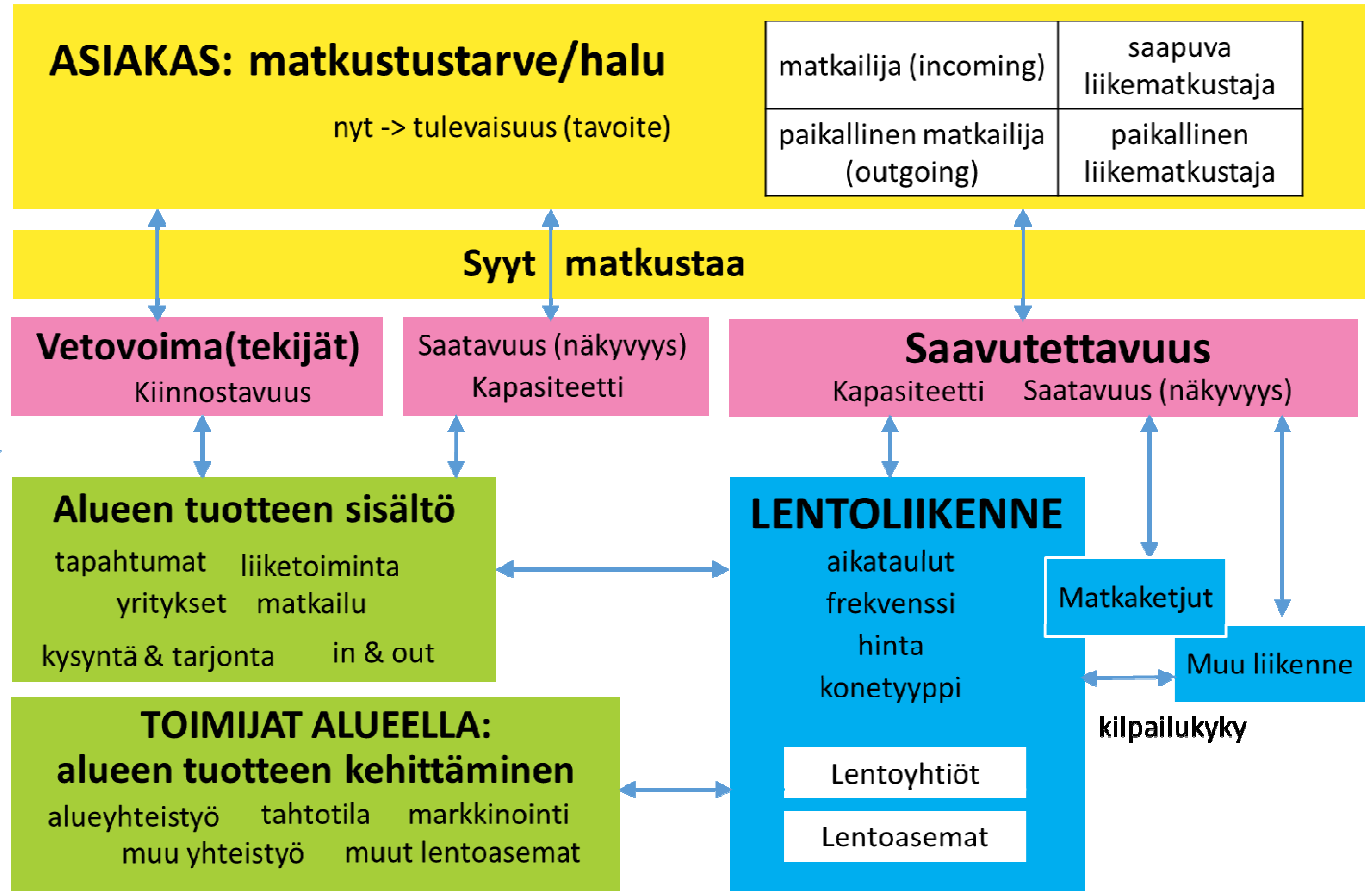 ASIAKAS: matkustustarve/halu
nyt -> tulevaisuus (tavoite)
matkailija (incoming)
saapuva
liikematkustaja
paikallinen matkailija
(outgoing)
paikallinen
liikematkustaja
Syyt matkustaa
Vetovoima(tekijät)
Kiinnostavuus
Saatavuus (näkyvyys)
Kapasiteetti
Saavutettavuus
Kapasiteetti Saatavuus (näkyvyys)
Alueen tuotteen sisältö
tapahtumat liiketoiminta
yritykset matkailu
kysyntä & tarjonta in & out
LENTOLIIKENNE
aikataulut
frekvenssi
hinta
konetyyppi
Lentoyhtiöt
Lentoasemat
Matkaketjut
Muu liikenne
kilpailukyky
TOIMIJAT ALUEELLA:
alueen tuotteen kehittäminen
alueyhteistyö tahtotila markkinointi
muu yhteistyö muut lentoasemat